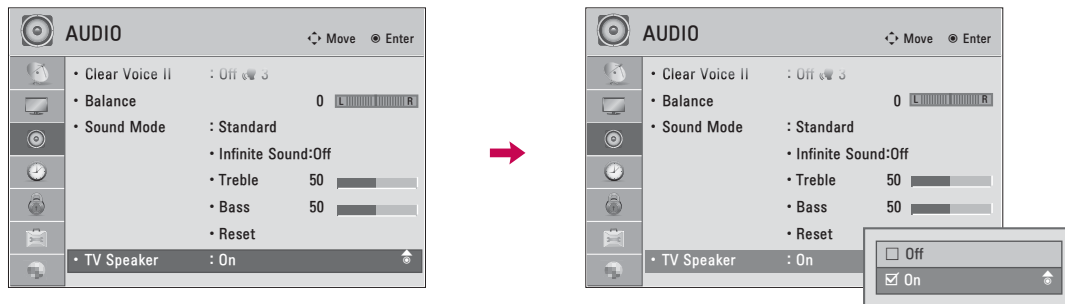 AUDIO
Move Enter
• Clear Voice II : Off 3
• Balance 0 L R
• Sound Mode : Standard
• Infinite Sound:Off
• Treble 50
• Bass 50
• Reset
• TV Speaker : On
AUDIO
Move Enter
• Clear Voice II : Off 3
• Balance 0 L R
• Sound Mode : Standard
• Infinite Sound:Off
• Treble 50
• Bass 50
• Reset
• TV Speaker : On
☐ Off
☑ On